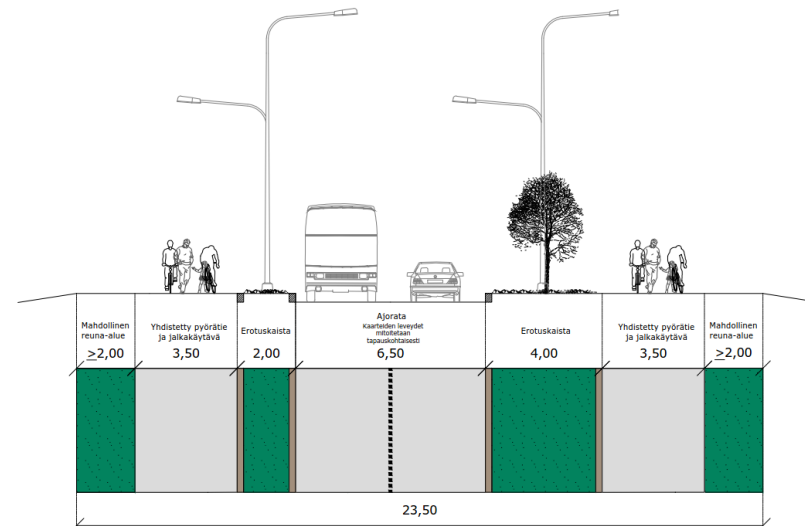 Mahdollinen
reuna-alue
≥2,00
Yhdistetty pyörätie
ja jalkakäytävä
3,50
Erotuskaista
2,00
Ajorata
Kaarteiden leveydet
mitoitetaan
tapauskohtaisesti
6,50
Erotuskaista
4,00
Yhdistetty pyörätie
ja jalkakäytävä
3,50
Mahdollinen
reuna-alue
≥2,00
23,50